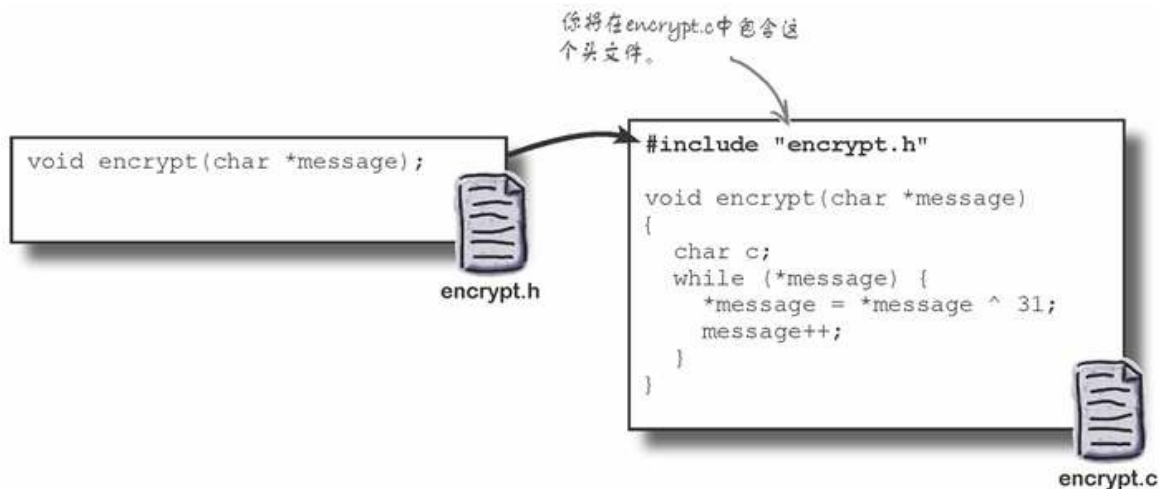 你将在encrypt.c中包含这
个头文件。
void encrypt(char *message);
encrypt.h
#include "encrypt.h"
void encrypt(char *message)
{
char c;
while (*message) {
*message = *message ^ 31;
message++;
}
}
encrypt.c